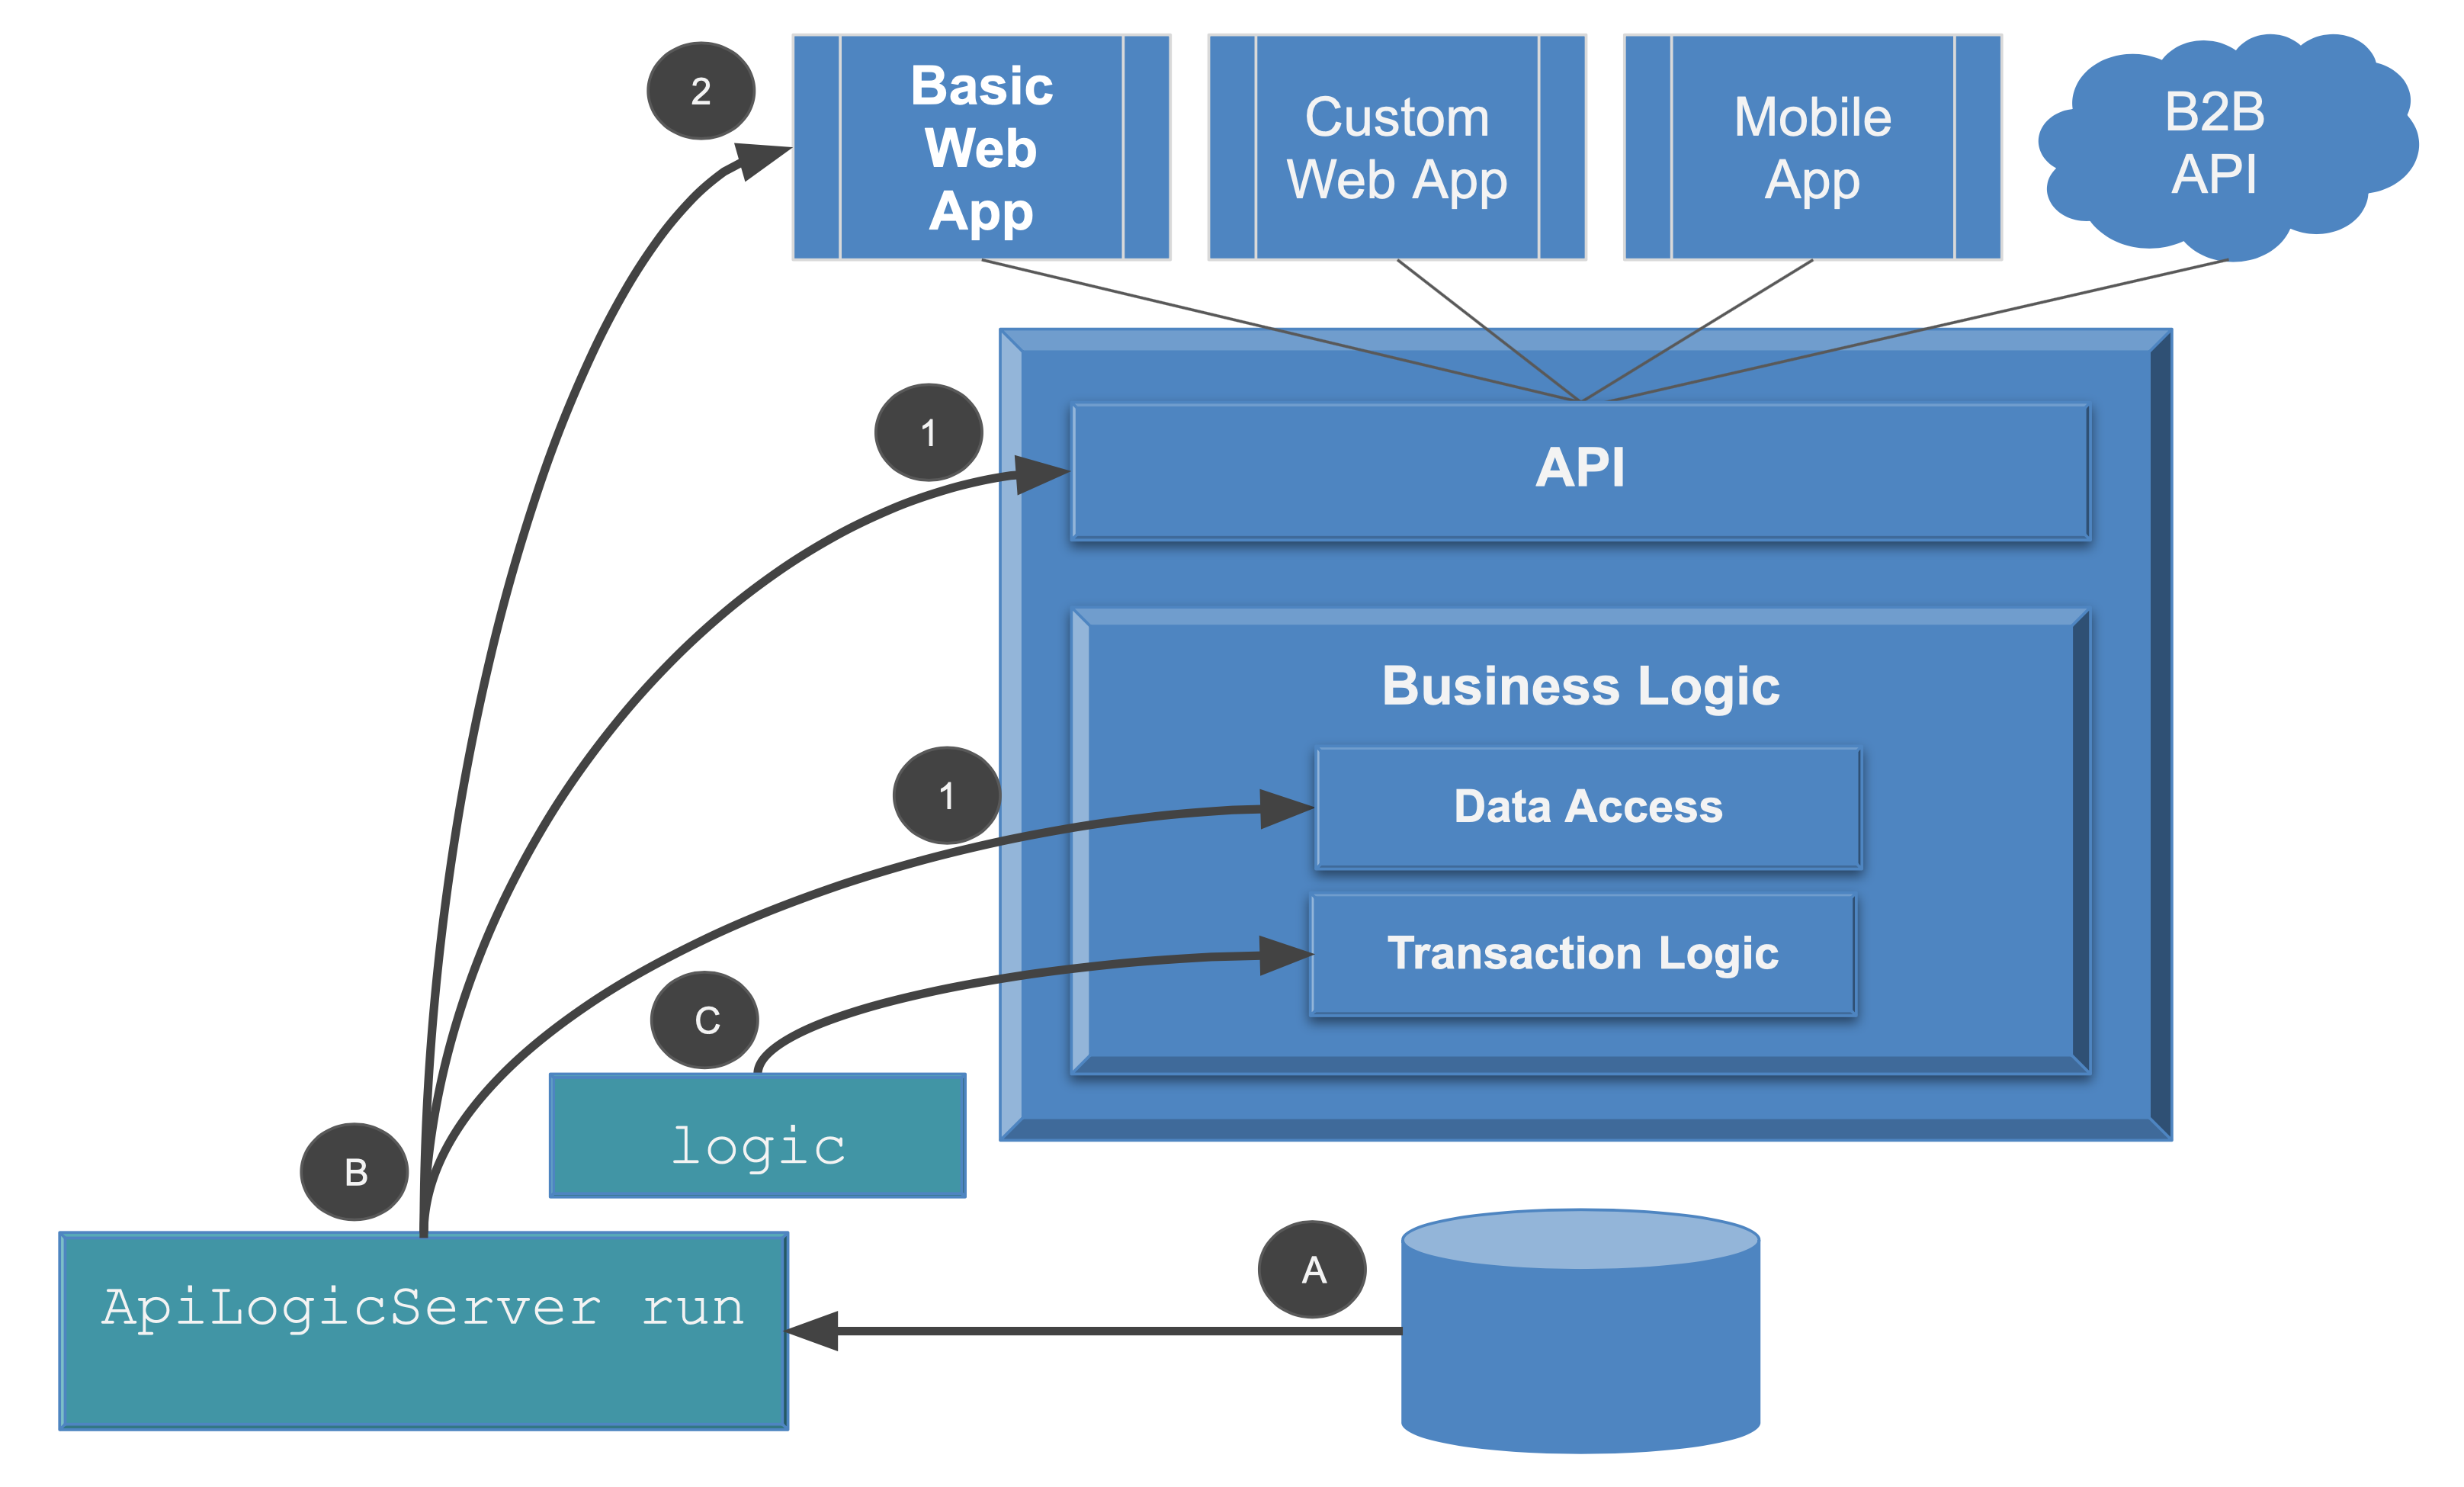 2
Basic
Web
App
Custom
Web App
Mobile
App
B2B
API
1
API
Business Logic
1
Data Access
Transaction Logic
C
logic
B
ApiLogicServer run
A